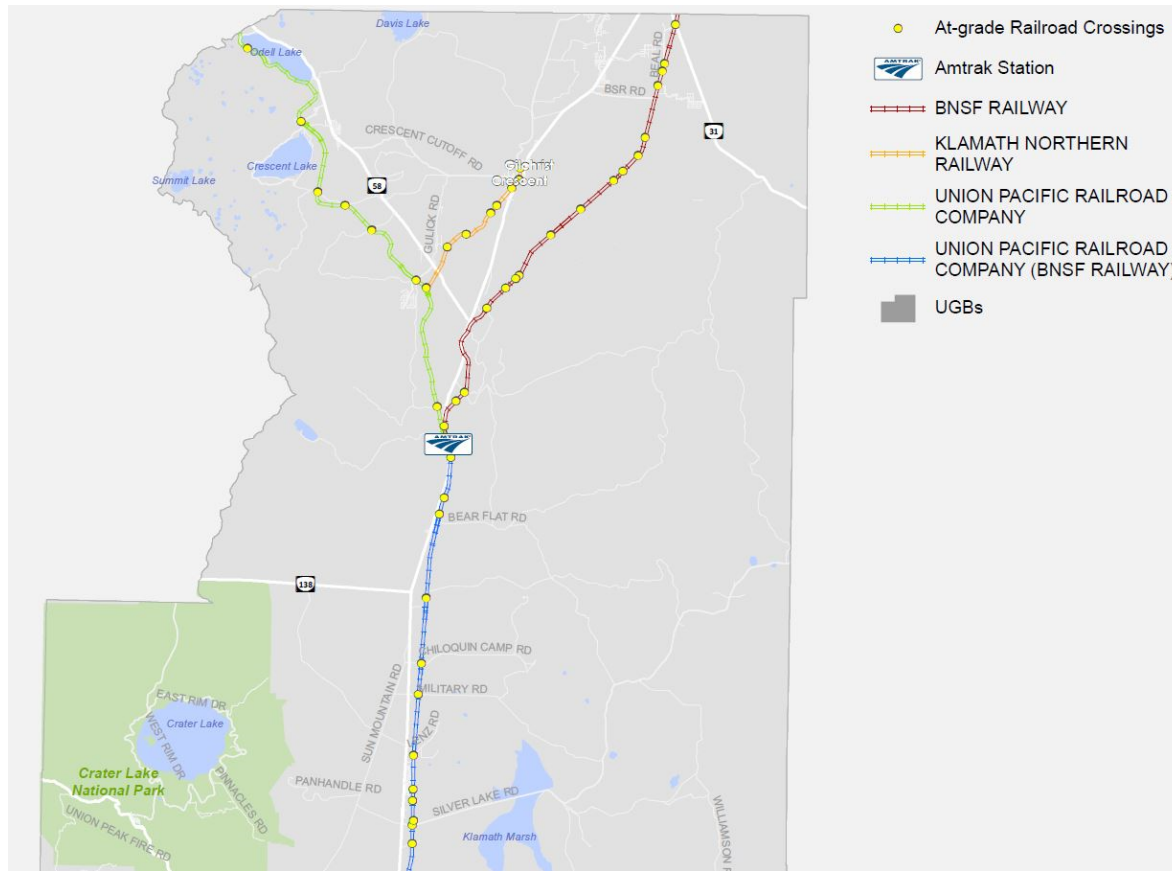 Davis Lake
Odell Lake
BEAL RD
BSR RD
31
CRESCENT CUTOFF RD
Gilchrist
Crescent
Crescent Lake
Summit Lake
58
GULICK RD
AMTRAK
BEAR FLAT RD
138
CHILOQUIN CAMP RD
MILITARY RD
SUN MOUNTAIN RD
LENZ RD
EAST RIM DR
Crater Lake
WEST RIM DR
PINNACLES RD
Crater Lake
National Park
PANHANDLE RD
SILVER LAKE RD
UNION PEAK FIRE RD
Klamath Marsh
WILLIAMSON
At-grade Railroad Crossings
AMTRAK
Amtrak Station
BNSF RAILWAY
KLAMATH NORTHERN
RAILWAY
UNION PACIFIC RAILROAD
COMPANY
UNION PACIFIC RAILROAD
COMPANY (BNSF RAILWAY)
UGBs